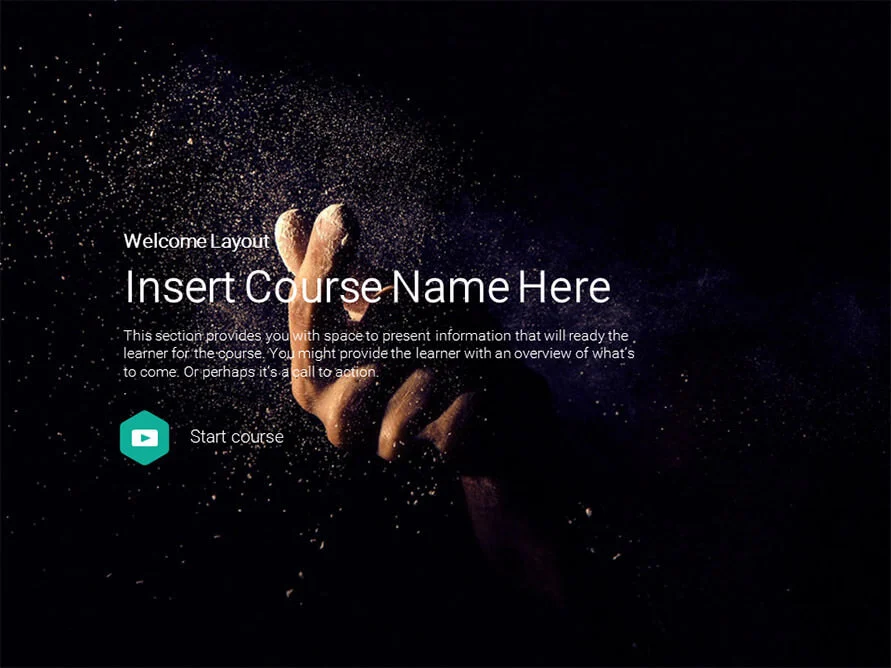 Welcome Layout
Insert Course Name Here
This section provides you with space to present information that will ready the
learner for the course. You might provide the learner with an overview of what's
to come. Or perhaps it's a call to action.
Start course